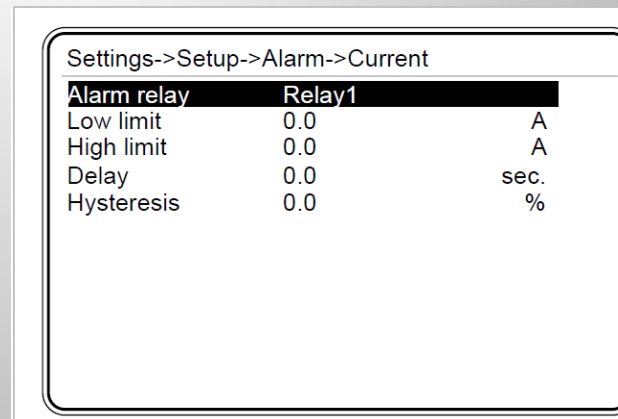 Settings->Setup->Alarm->Current
Alarm relay Relay1
Low limit 0.0 A
High limit 0.0 A
Delay 0.0 sec.
Hysteresis 0.0 %